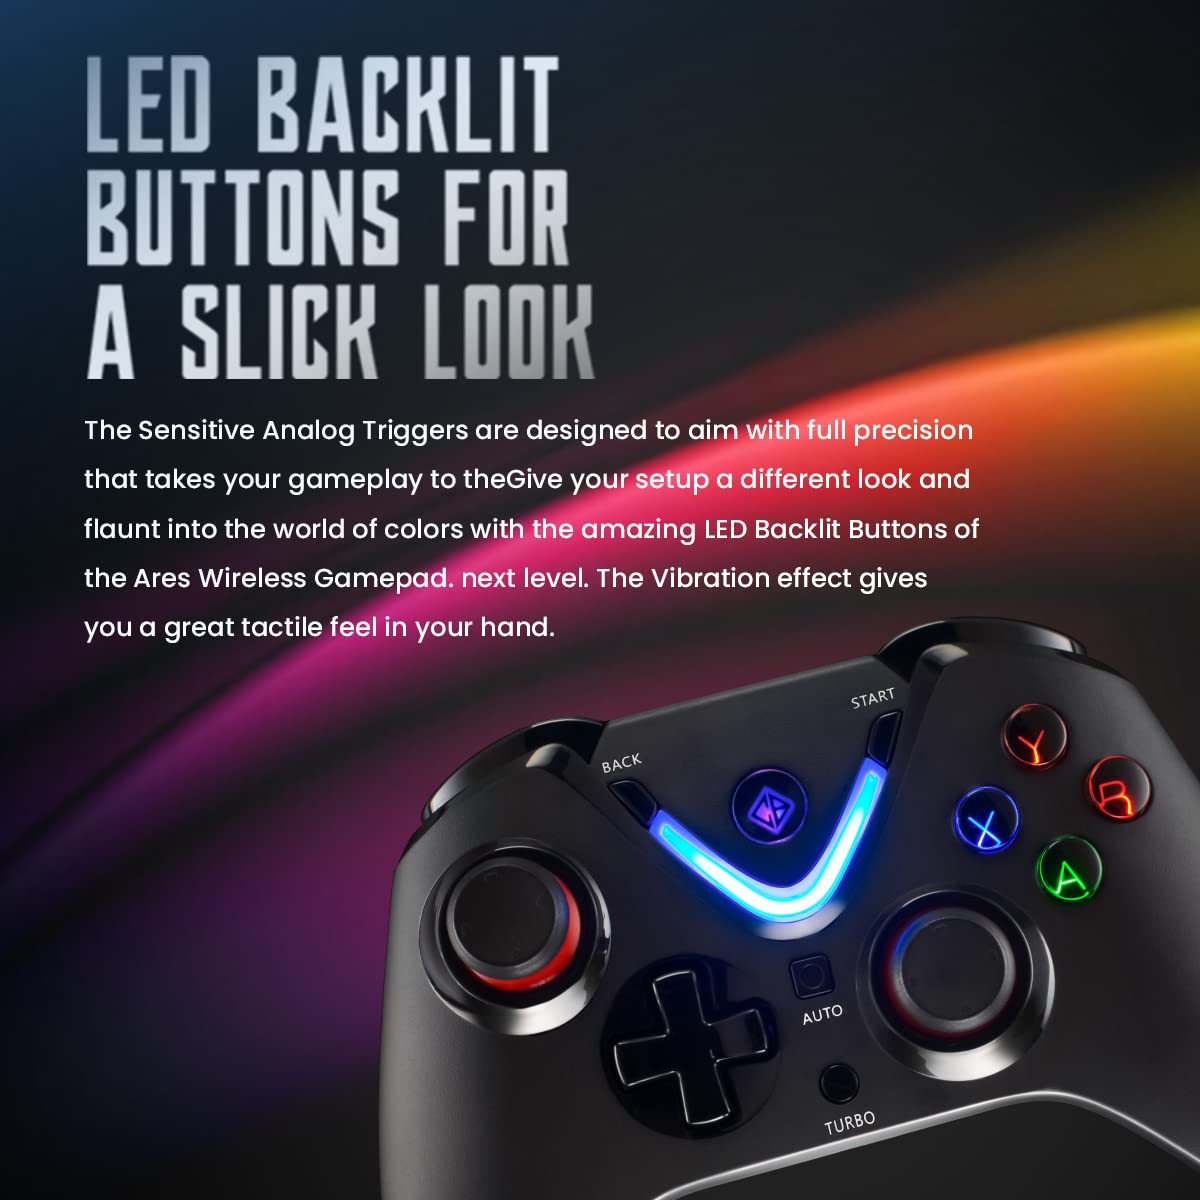 LED BACKLIT
BUTTONS FOR
A SLICK LOOK
The Sensitive Analog Triggers are designed to aim with full precision
that takes your gameplay to theGive your setup a different look and
flaunt into the world of colors with the amazing LED Backlit Buttons of
the Ares Wireless Gamepad. next level. The Vibration effect gives
you a great tactile feel in your hand.
START
BACK
Y
B
X
A
AUTO
TURBO